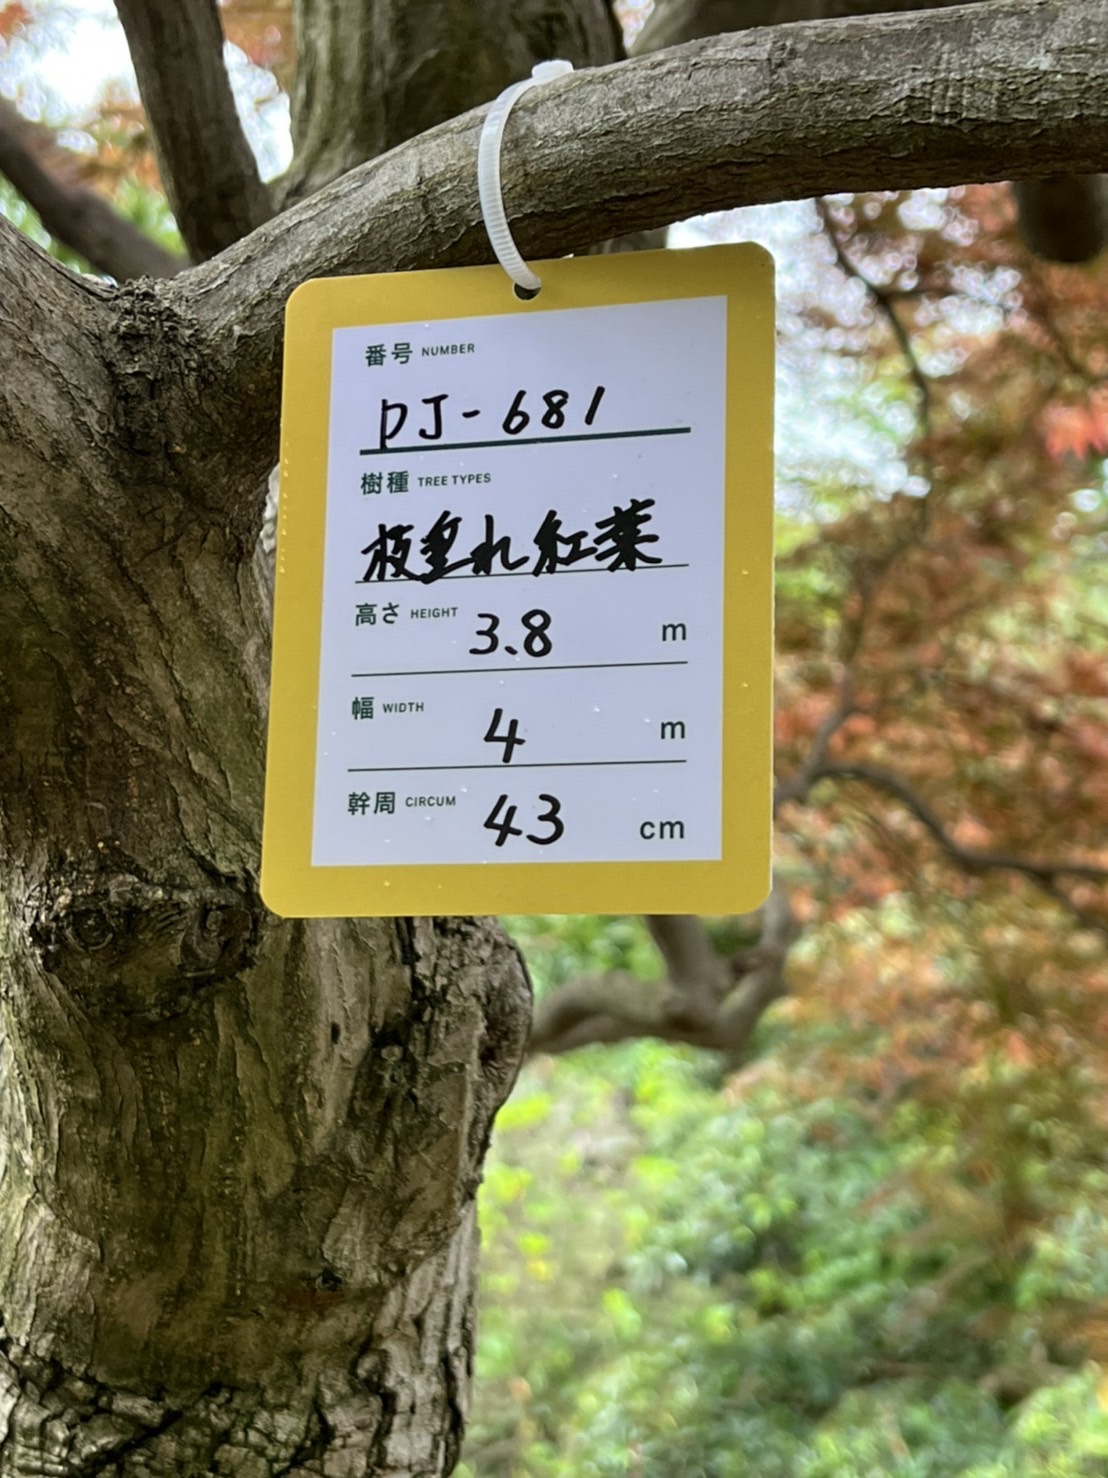 番号 NUMBER
DJ-681
樹種 TREE TYPES
枝垂れ紅葉
高さ HEIGHT 3.8 m
幅 WIDTH 4 m
幹周 CIRCUM 43 cm